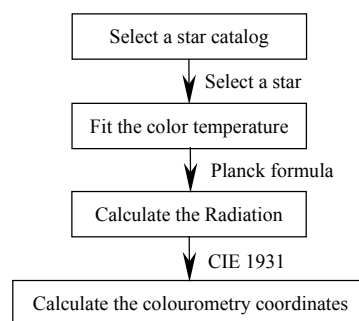 Select a star catalog
Select a star
Fit the color temperature
Planck formula
Calculate the Radiation
CIE 1931
Calculate the colourometry coordinates